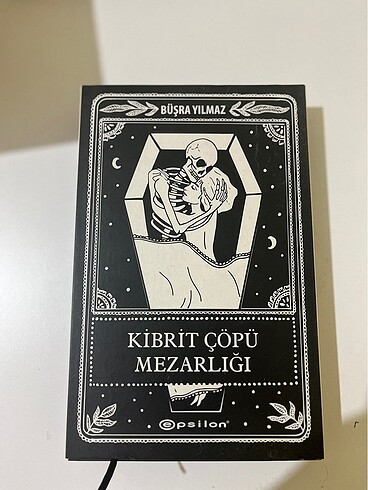 BÜŞRA YILMAZ
KİBRİT ÇÖPÜ
MEZARLIĞI
epsilon